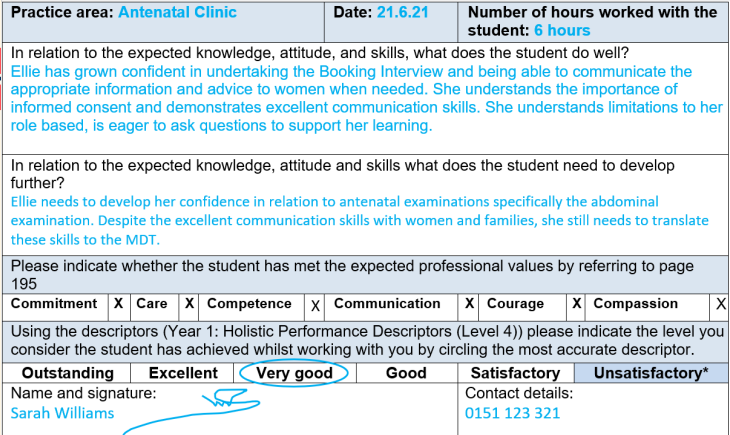 Practice area: Antenatal Clinic Date: 21.6.21 Number of hours worked with the
student: 6 hours
In relation to the expected knowledge, attitude, and skills, what does the student do well?
Ellie has grown confident in undertaking the Booking Interview and being able to communicate the
appropriate information and advice to women when needed. She understands the importance of
informed consent and demonstrates excellent communication skills. She understands limitations to her
role based, is eager to ask questions to support her learning.
In relation to the expected knowledge, attitude and skills what does the student need to develop
further?
Ellie needs to develop her confidence in relation to antenatal examinations specifically the abdominal
examination. Despite the excellent communication skills with women and families, she still needs to translate
these skills to the MDT.
Please indicate whether the student has met the expected professional values by referring to page
195
Commitment X Care X Competence X Communication X Courage X Compassion X
Using the descriptors (Year 1: Holistic Performance Descriptors (Level 4)) please indicate the level you
consider the student has achieved whilst working with you by circling the most accurate descriptor.
Outstanding Excellent Very good Good Satisfactory Unsatisfactory*
Name and signature: Contact details:
Sarah Williams 0151 123 321